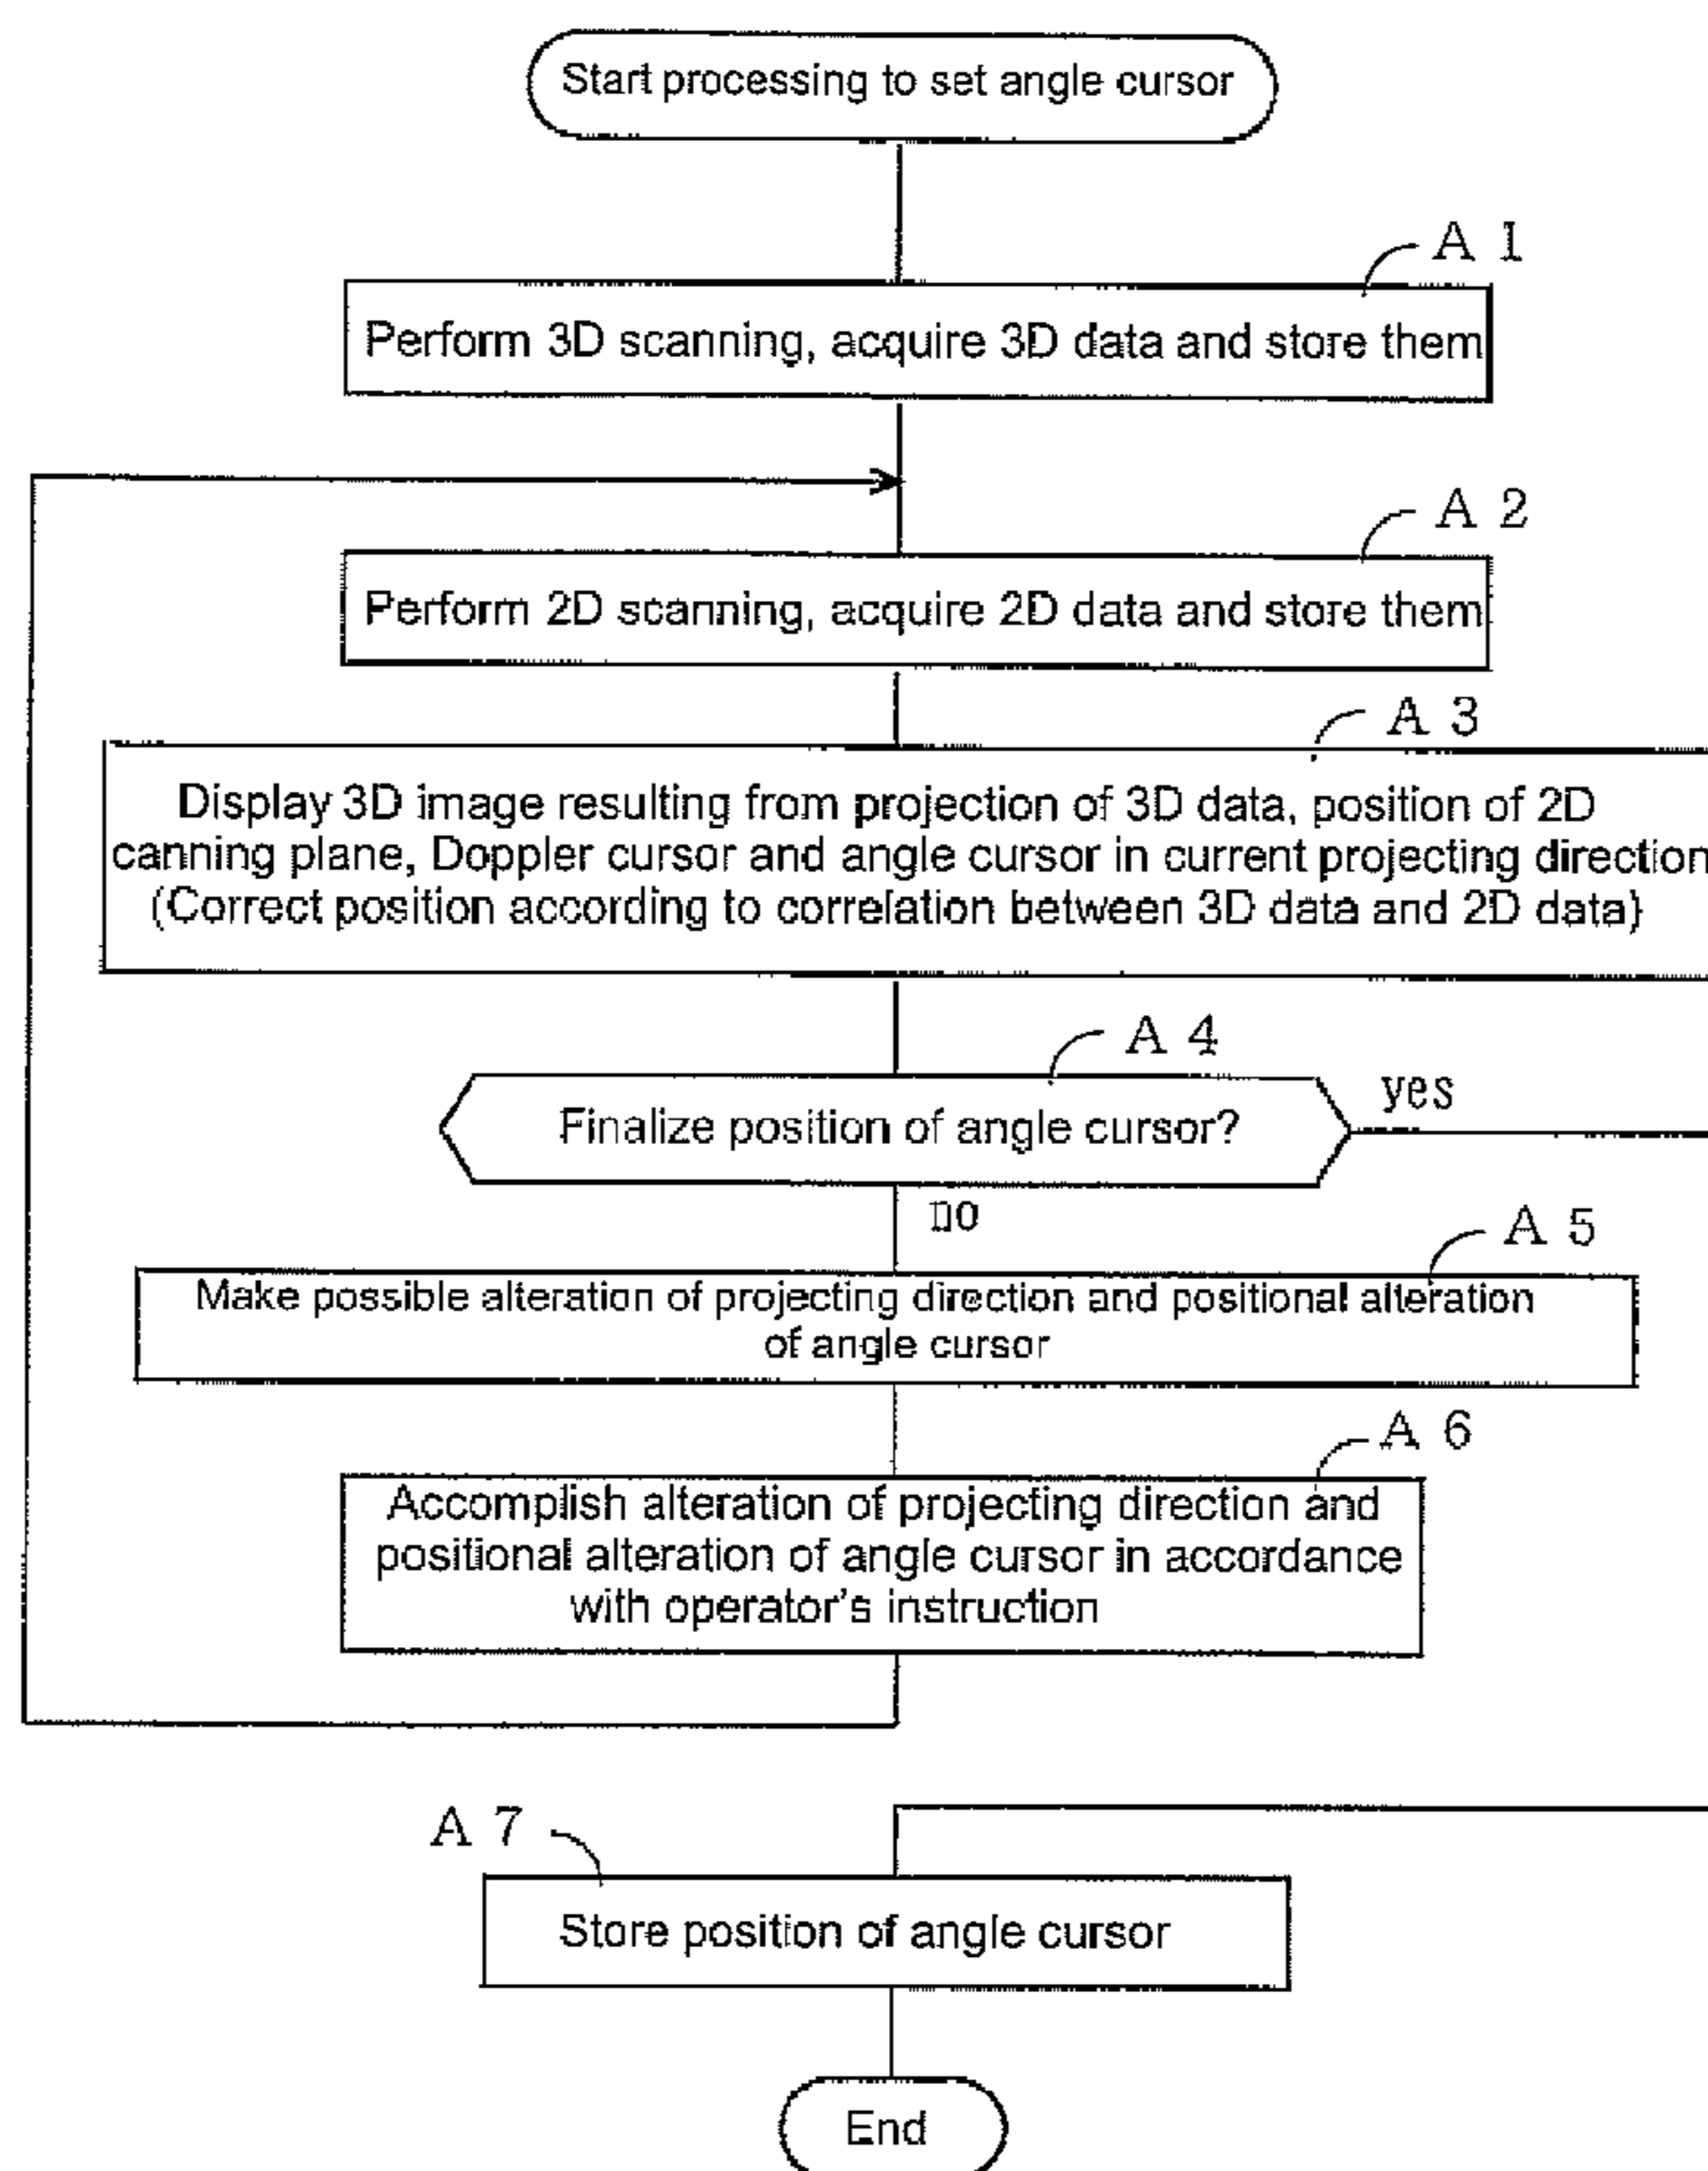 Start processing to set angle cursor
A 1
Perform 3D scanning, acquire 3D data and store them
A 2
Perform 2D scanning, acquire 2D data and store them
A 3
Display 3D image resulting from projection of 3D data, position of 2D
canning plane, Doppler cursor and angle cursor in current projecting direction
(Correct position according to correlation between 3D data and 2D data)
A 4
Finalize position of angle cursor?
yes
no
A 5
Make possible alteration of projecting direction and positional alteration
of angle cursor
A 6
Accomplish alteration of projecting direction and
positional alteration of angle cursor in accordance
with operator's instruction
A 7
Store position of angle cursor
End